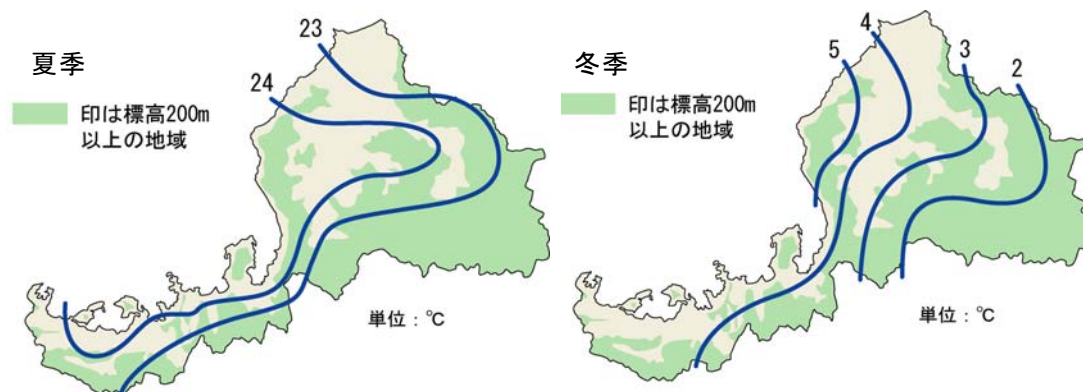 夏季
23
24
印は標高200m
以上の地域
単位：℃
冬季
5
4
3
2
印は標高200m
以上の地域
単位：℃